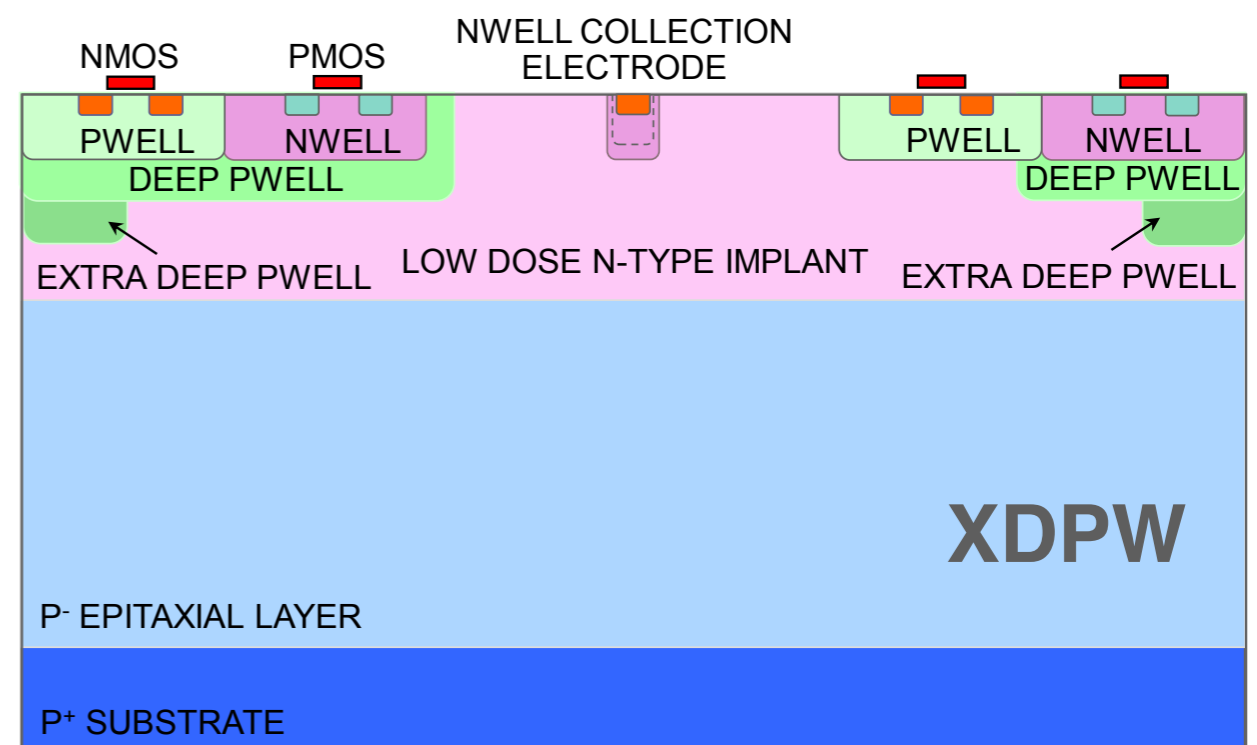 NWELL COLLECTION
ELECTRODE
NMOS
PMOS
PWELL
NWELL
PWELL
NWELL
DEEP PWELL
DEEP PWELL
EXTRA DEEP PWELL
LOW DOSE N-TYPE IMPLANT
EXTRA DEEP PWELL
XDPW
P⁻ EPITAXIAL LAYER
P⁺ SUBSTRATE